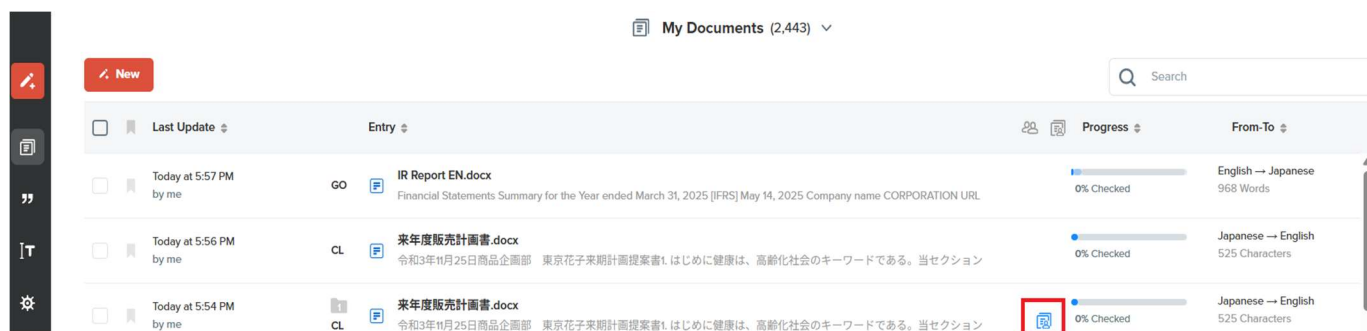 My Documents (2,443)
New
Search
Last Update
Entry
Progress
From-To
Today at 5:57 PM
by me
GO
IR Report EN.docx
Financial Statements Summary for the Year ended March 31, 2025 [IFRS] May 14, 2025 Company name CORPORATION URL
0% Checked
English → Japanese
968 Words
Today at 5:56 PM
by me
CL
来年度販売計画書.docx
令和3年11月25日商品企画部 東京花子来期計画提案書1. はじめに健康は、高齢化社会のキーワードである。当セクション
0% Checked
Japanese → English
525 Characters
Today at 5:54 PM
by me
1
CL
来年度販売計画書.docx
令和3年11月25日商品企画部 東京花子来期計画提案書1. はじめに健康は、高齢化社会のキーワードである。当セクション
0% Checked
Japanese → English
525 Characters